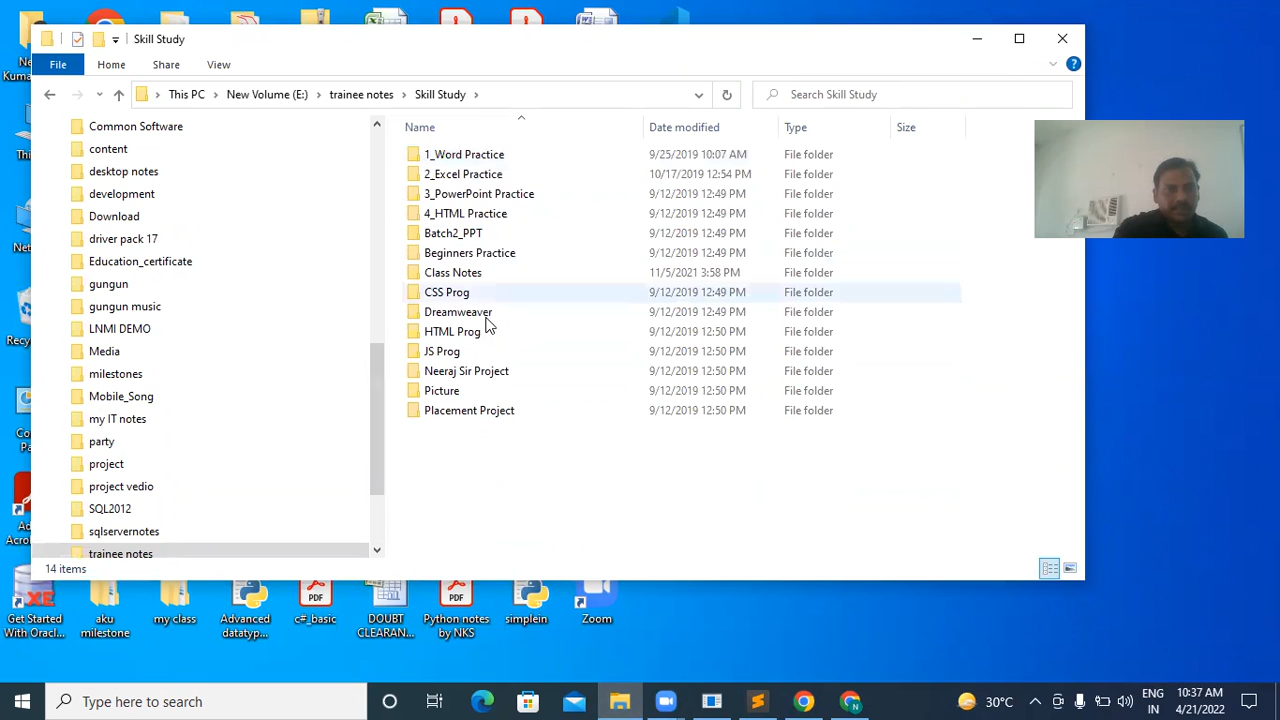 Skill Study
File Home Share View
This PC > New Volume (E:) > trainee notes > Skill Study >
Search Skill Study
Name Date modified Type Size
Common Software
content
desktop notes
development
Download
driver pack 17
Education_certificate
gungun
gungun music
LNMI DEMO
Media
milestones
Mobile_Song
my IT notes
party
project
project vedio
SQL2012
sqlservernotes
trainee notes
1_Word Practice 9/25/2019 10:07 AM File folder
2_Excel Practice 10/17/2019 12:54 PM File folder
3_PowerPoint Practice 9/12/2019 12:49 PM File folder
4_HTML Practice 9/12/2019 12:49 PM File folder
Batch2_PPT 9/12/2019 12:49 PM File folder
Beginners Practice 9/12/2019 12:49 PM File folder
Class Notes 11/5/2021 3:58 PM File folder
CSS Prog 9/12/2019 12:49 PM File folder
Dreamweaver 9/12/2019 12:49 PM File folder
HTML Prog 9/12/2019 12:50 PM File folder
JS Prog 9/12/2019 12:50 PM File folder
Neeraj Sir Project 9/12/2019 12:50 PM File folder
Picture 9/12/2019 12:50 PM File folder
Placement Project 9/12/2019 12:50 PM File folder
14 items
Get Started
With Oracl...
aku
milestone
my class
Advanced
datatyp...
PDF
c#_basic
DOUBT
CLEARAN...
PDF
Python notes
by NKS
simplein
Zoom
Type here to search
30°C
ENG
IN
10:37 AM
4/21/2022